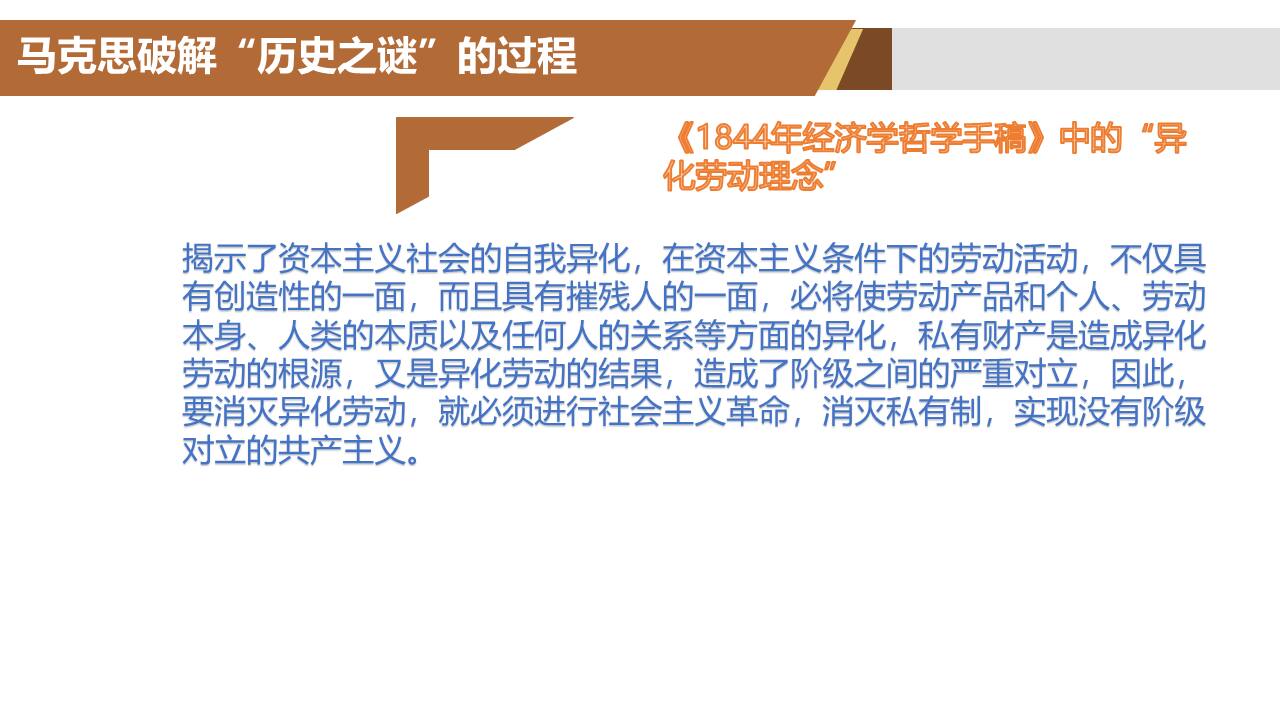 马克思破解“历史之谜”的过程
《1844年经济学哲学手稿》中的“异
化劳动理念”
揭示了资本主义社会的自我异化，在资本主义条件下的劳动活动，不仅具
有创造性的一面，而且具有摧残人的一面，必将使劳动产品和个人、劳动
本身、人类的本质以及任何人的关系等方面的异化，私有财产是造成异化
劳动的根源，又是异化劳动的结果，造成了阶级之间的严重对立，因此，
要消灭异化劳动，就必须进行社会主义革命，消灭私有制，实现没有阶级
对立的共产主义。